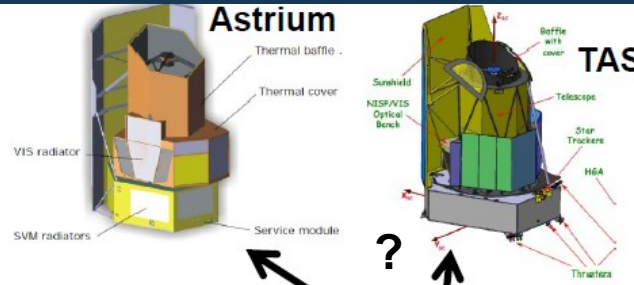 Astrium
Thermal baffle .
Thermal cover
VIS radiator
SVM radiators
Service module
TAS
Baffle
with
cover
Sunshield
NISP/VIS
Optical
Bench
Telescope
Star
Trackers
HGA
Thrusters
?